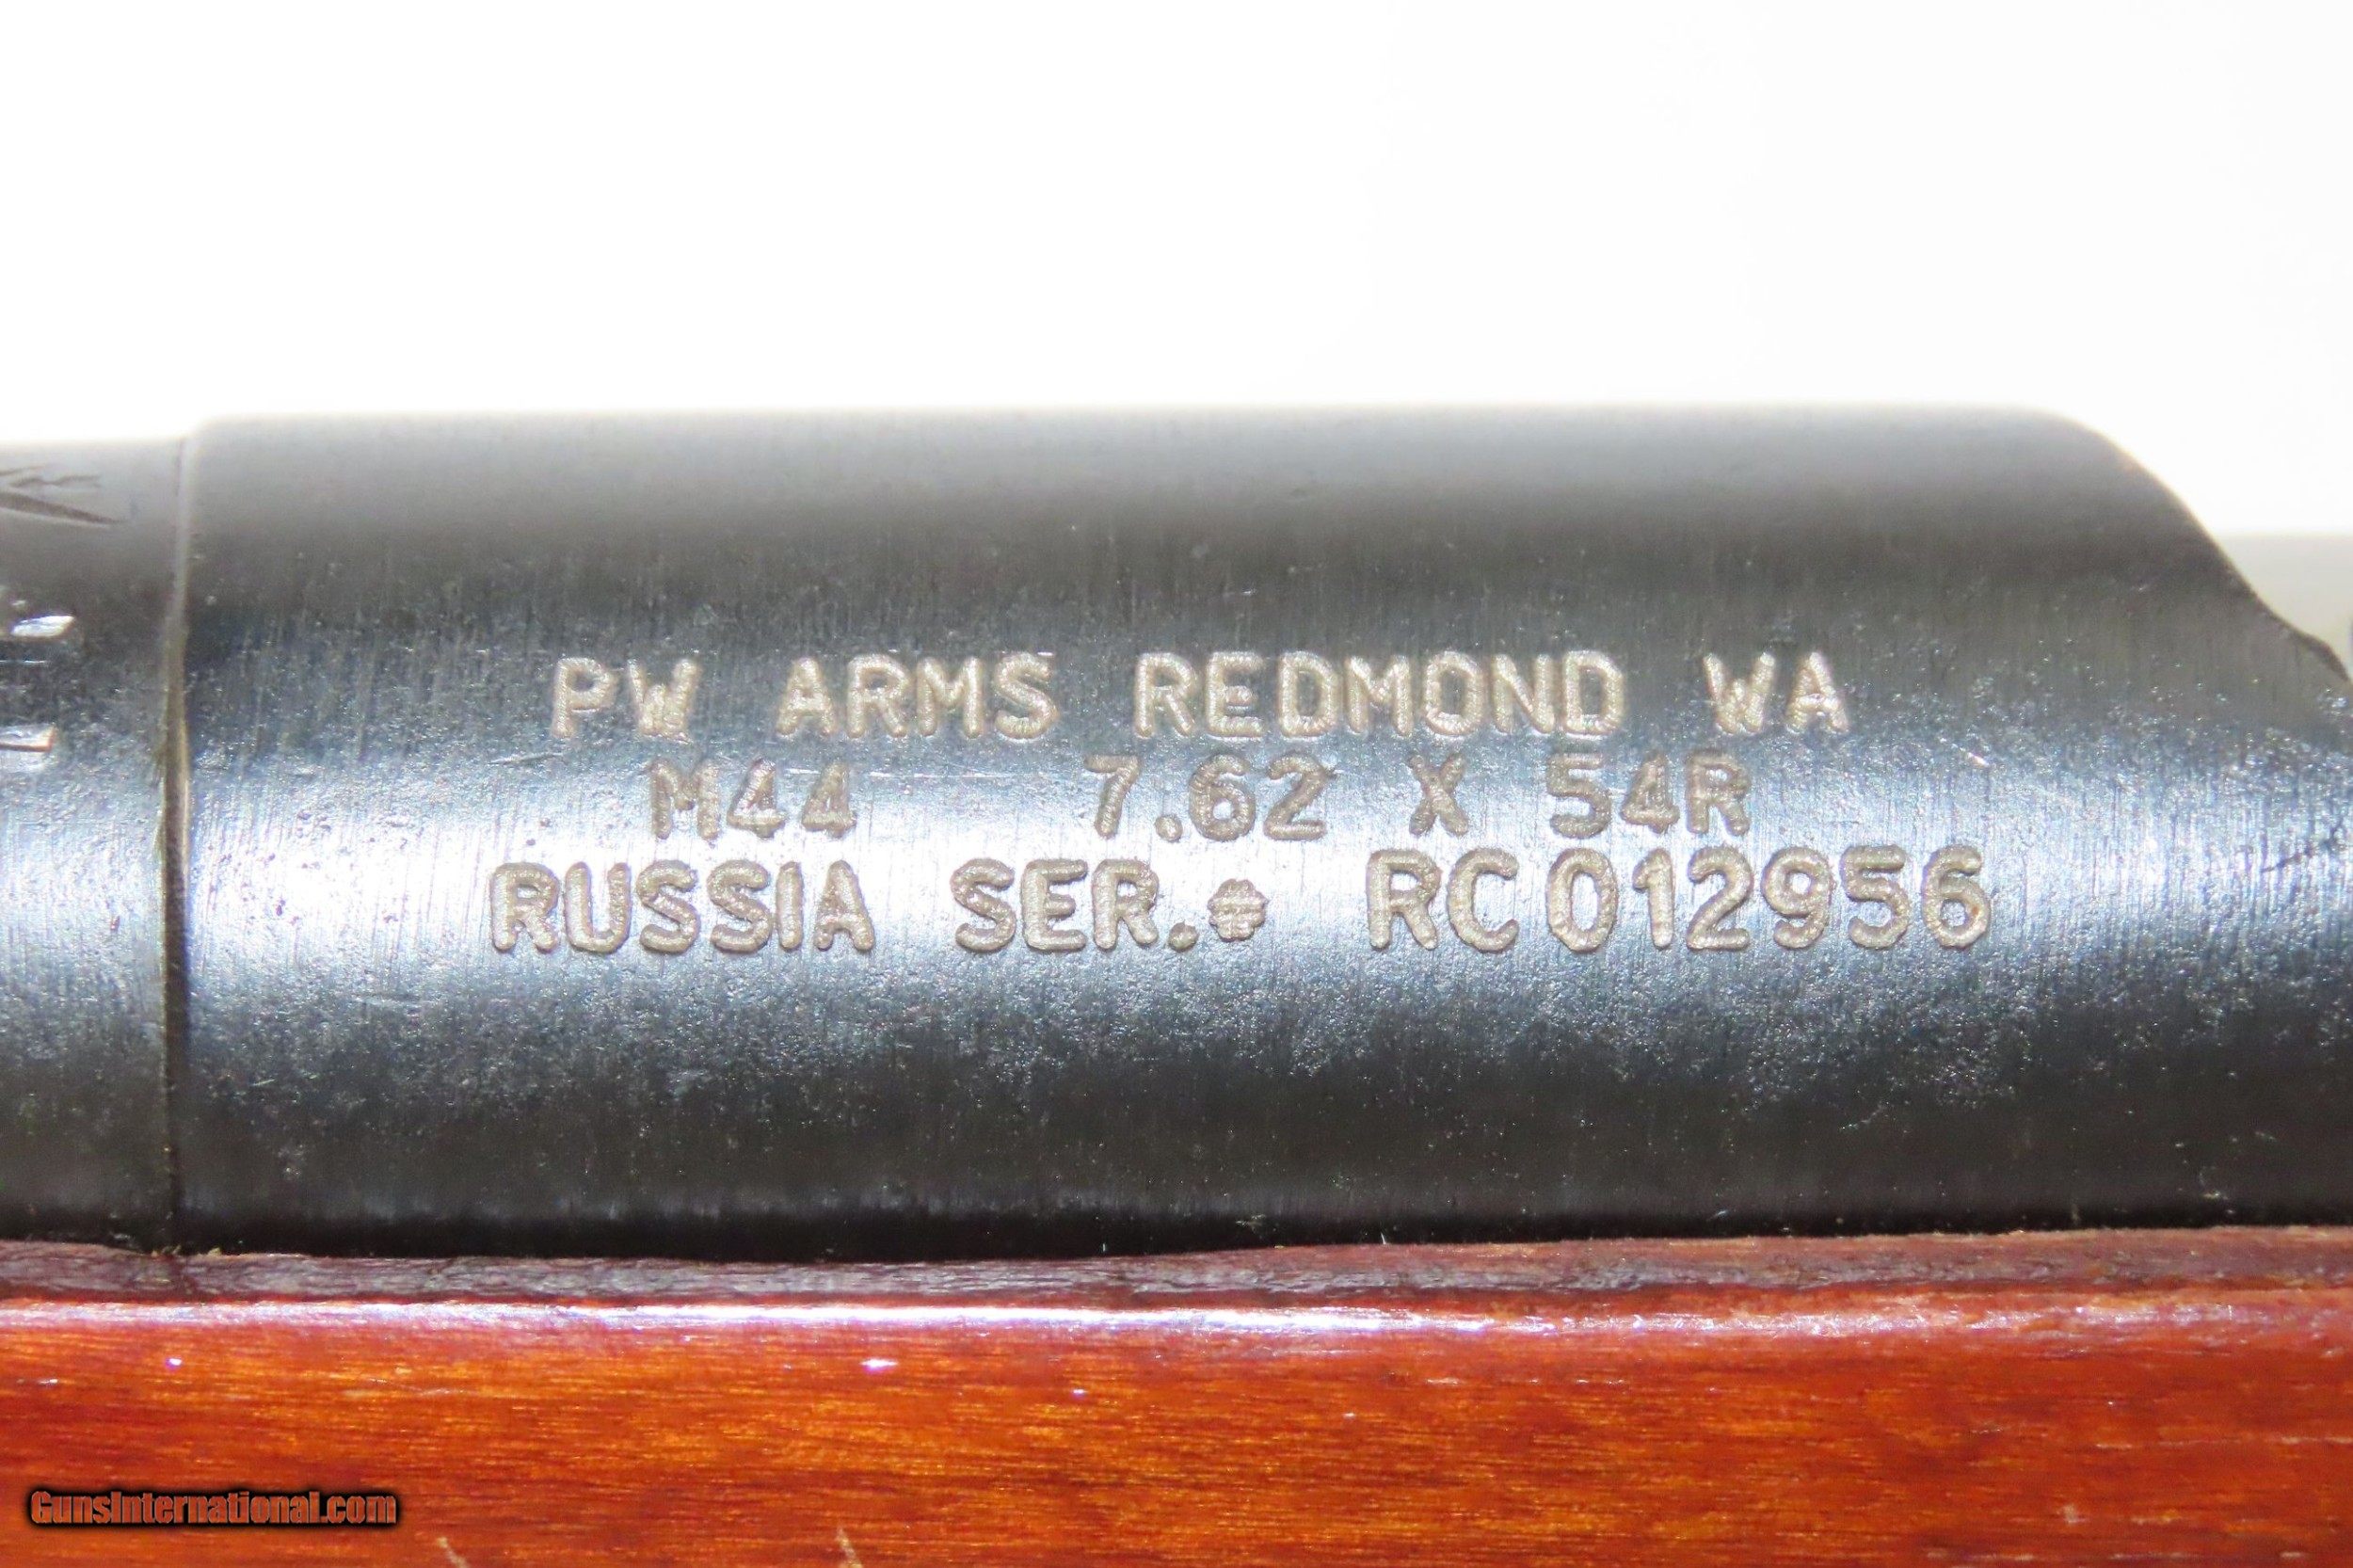 PW ARMS REDMOND WA
M44 7.62 X 54R
RUSSIA SER. RC012956
GunsInternational.com